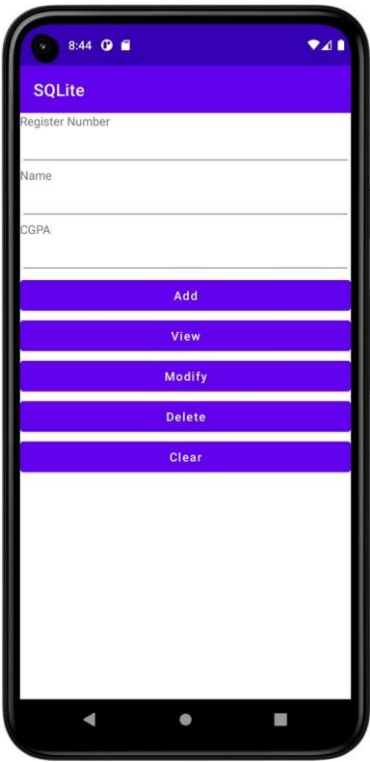 8:44
SQLite
Register Number
Name
CGPA
Add
View
Modify
Delete
Clear